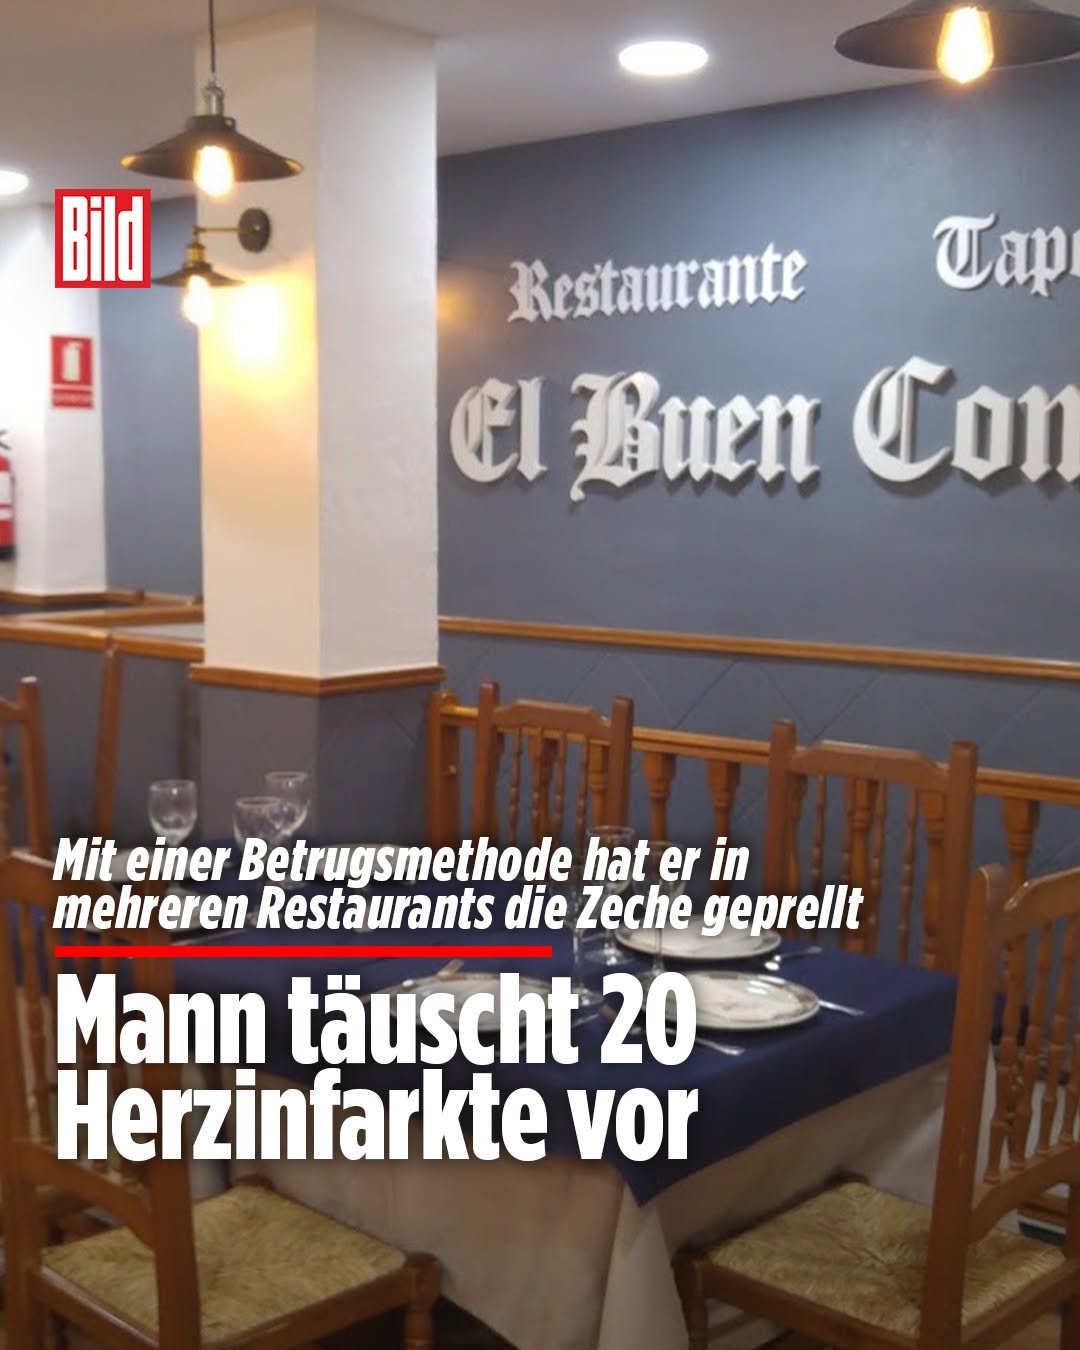 Bild
Restaurante
El Buen
Mit einer Betrugsmethode hat er in
mehreren Restaurants die Zeche geprellt
Mann täuscht 20
Herzinfarkte vor